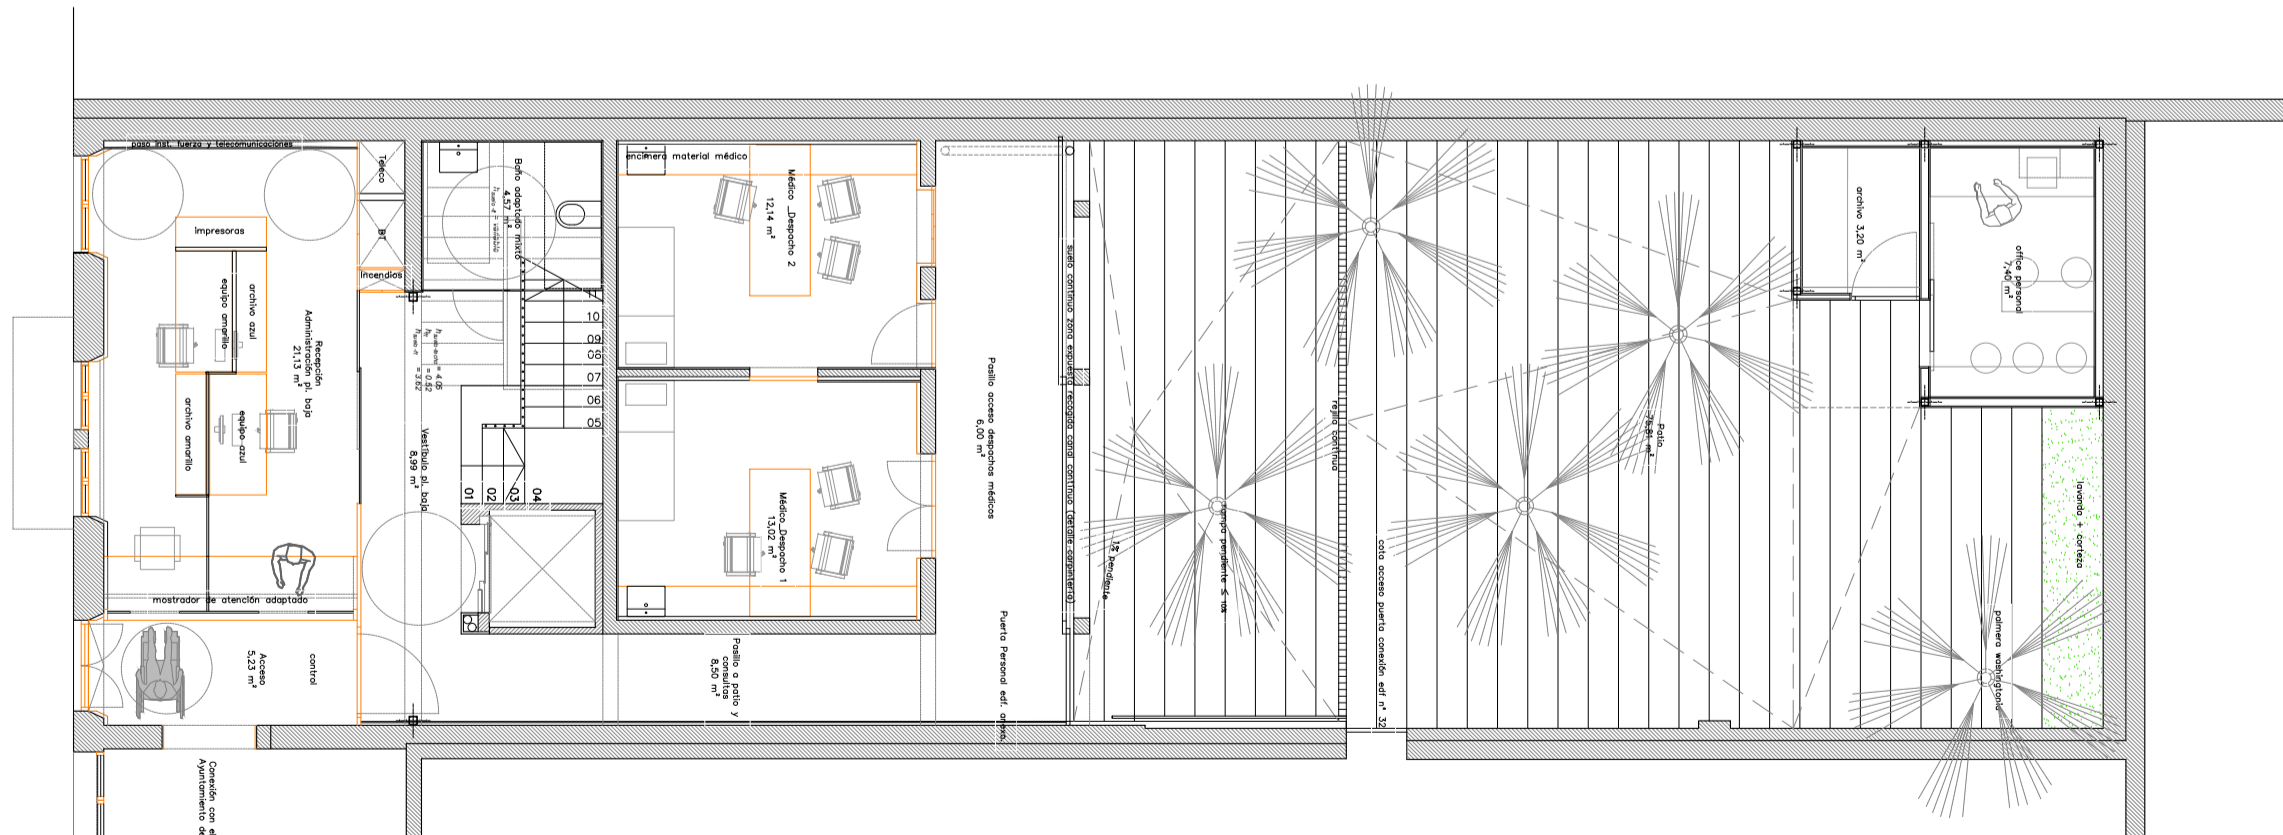 paso inst. fuerza y telecomunicaciones
Teleco
BT
Incendios
impresoras
archivo azul
equipo amarillo
Recepción
Administración pl. baja
21,13 m²
archivo amarillo
equipo azul
mostrador de atención adaptado
control
Acceso
5,23 m²
Conexión con el
Ayuntamiento de
Baño adaptado mixto
4,57 m²
Vestíbulo pl. baja
8,99 m²
01
02
03
04
05
06
07
08
09
10
11
encimera material médico
Médico _Despacho 2
12,14 m²
Médico_Despacho 1
13,02 m²
Pasillo a patio y
consultas
8,50 m²
Pasillo acceso despachos médicos
6,00 m²
Puerta Personal edf. anexo.
suelo continuo zona expuesta recogida canal continuo (detalle carpintería)
1% pendiente
rampa pendiente ≤ 10%
rejilla continua
cota acceso puerta conexión edf nº 32
Patio
archivo 3,20 m²
office personal
7,40 m²
lavanda + corteza
palmera washingtonia